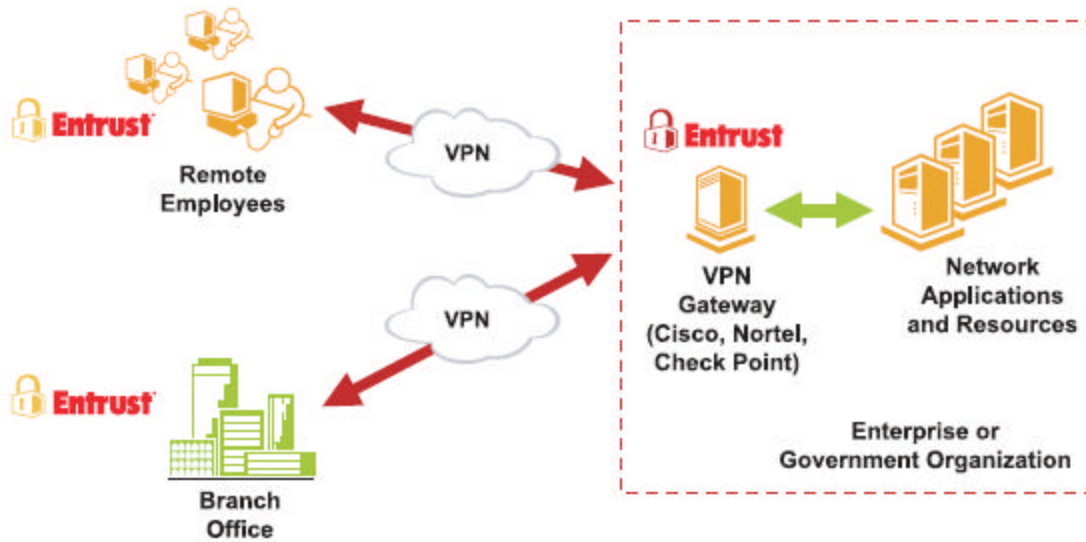 Entrust
Remote
Employees
VPN
Entrust
VPN
Gateway
(Cisco, Nortel,
Check Point)
Network
Applications
and Resources
VPN
Entrust
Branch
Office
Enterprise or
Government Organization